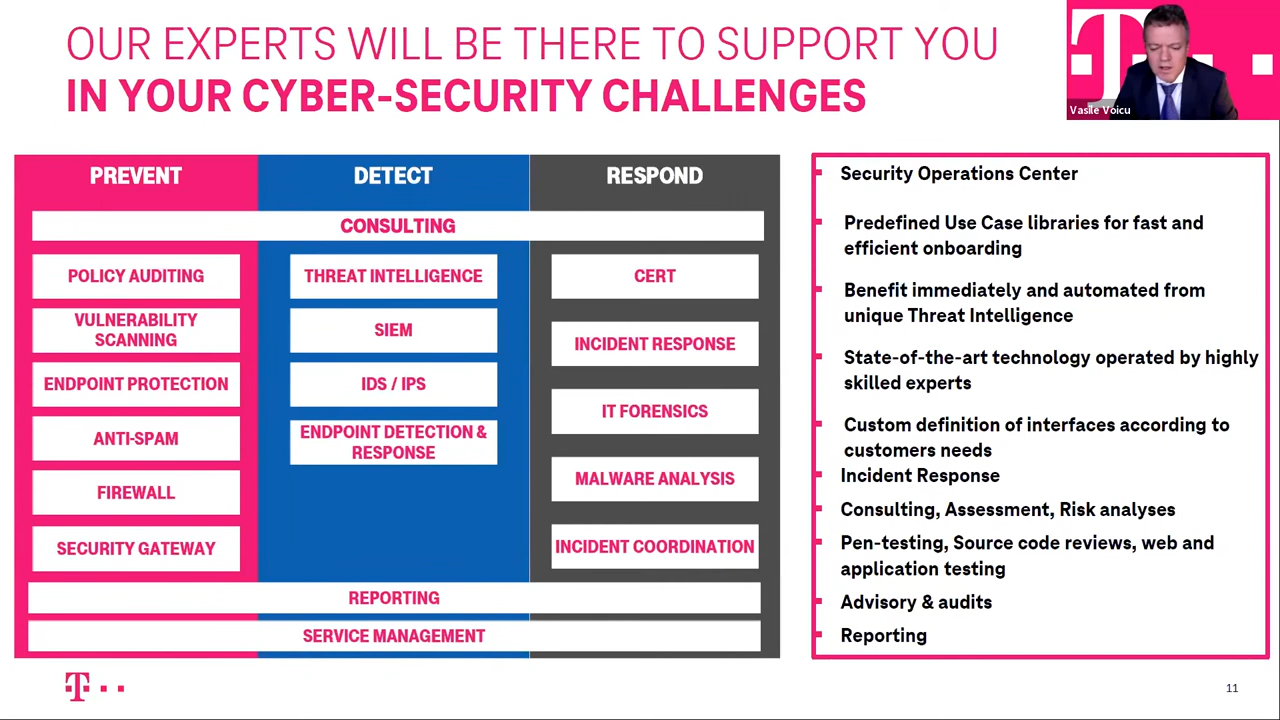 OUR EXPERTS WILL BE THERE TO SUPPORT YOU
IN YOUR CYBER-SECURITY CHALLENGES
T
Vasile Voicu
PREVENT
DETECT
RESPOND
CONSULTING
POLICY AUDITING
VULNERABILITY
SCANNING
ENDPOINT PROTECTION
ANTI-SPAM
FIREWALL
SECURITY GATEWAY
THREAT INTELLIGENCE
SIEM
IDS / IPS
ENDPOINT DETECTION &
RESPONSE
CERT
INCIDENT RESPONSE
IT FORENSICS
MALWARE ANALYSIS
INCIDENT COORDINATION
REPORTING
SERVICE MANAGEMENT
Security Operations Center
Predefined Use Case libraries for fast and
efficient onboarding
Benefit immediately and automated from
unique Threat Intelligence
State-of-the-art technology operated by highly
skilled experts
Custom definition of interfaces according to
customers needs
Incident Response
Consulting, Assessment, Risk analyses
Pen-testing, Source code reviews, web and
application testing
Advisory & audits
Reporting
T
11